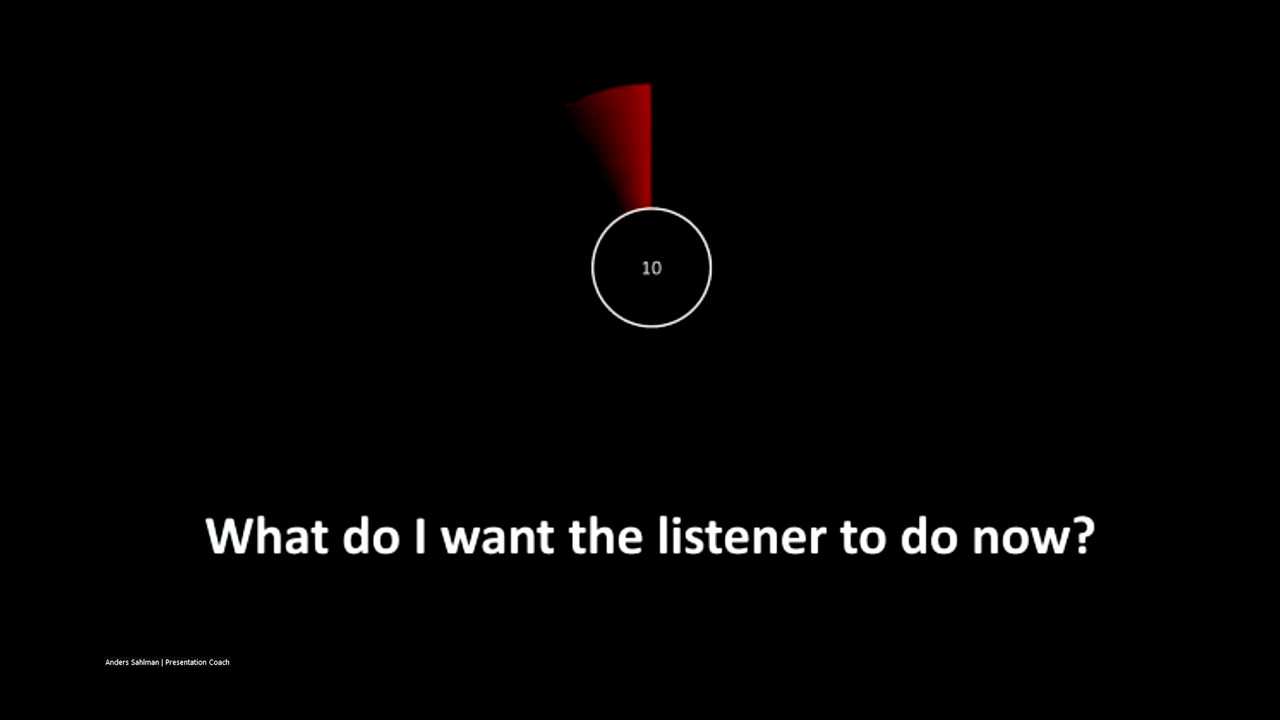 10
What do I want the listener to do now?
Anders Sahlman | Presentation Coach